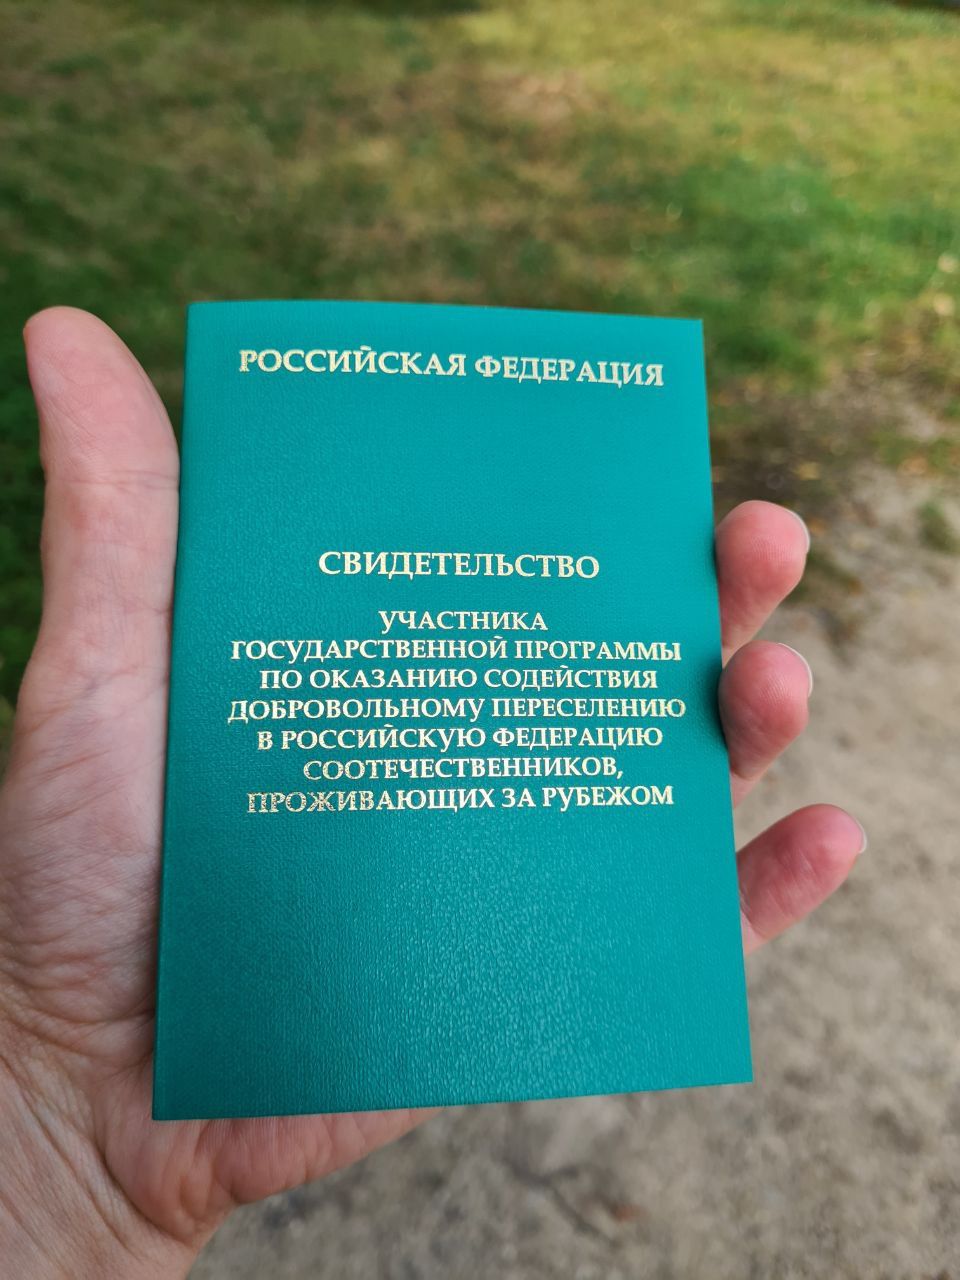 РОССИЙСКАЯ ФЕДЕРАЦИЯ
СВИДЕТЕЛЬСТВО
УЧАСТНИКА
ГОСУДАРСТВЕННОЙ ПРОГРАММЫ
ПО ОКАЗАНИЮ СОДЕЙСТВИЯ
ДОБРОВОЛЬНОМУ ПЕРЕСЕЛЕНИЮ
В РОССИЙСКУЮ ФЕДЕРАЦИЮ
СООТЕЧЕСТВЕННИКОВ,
ПРОЖИВАЮЩИХ ЗА РУБЕЖОМ